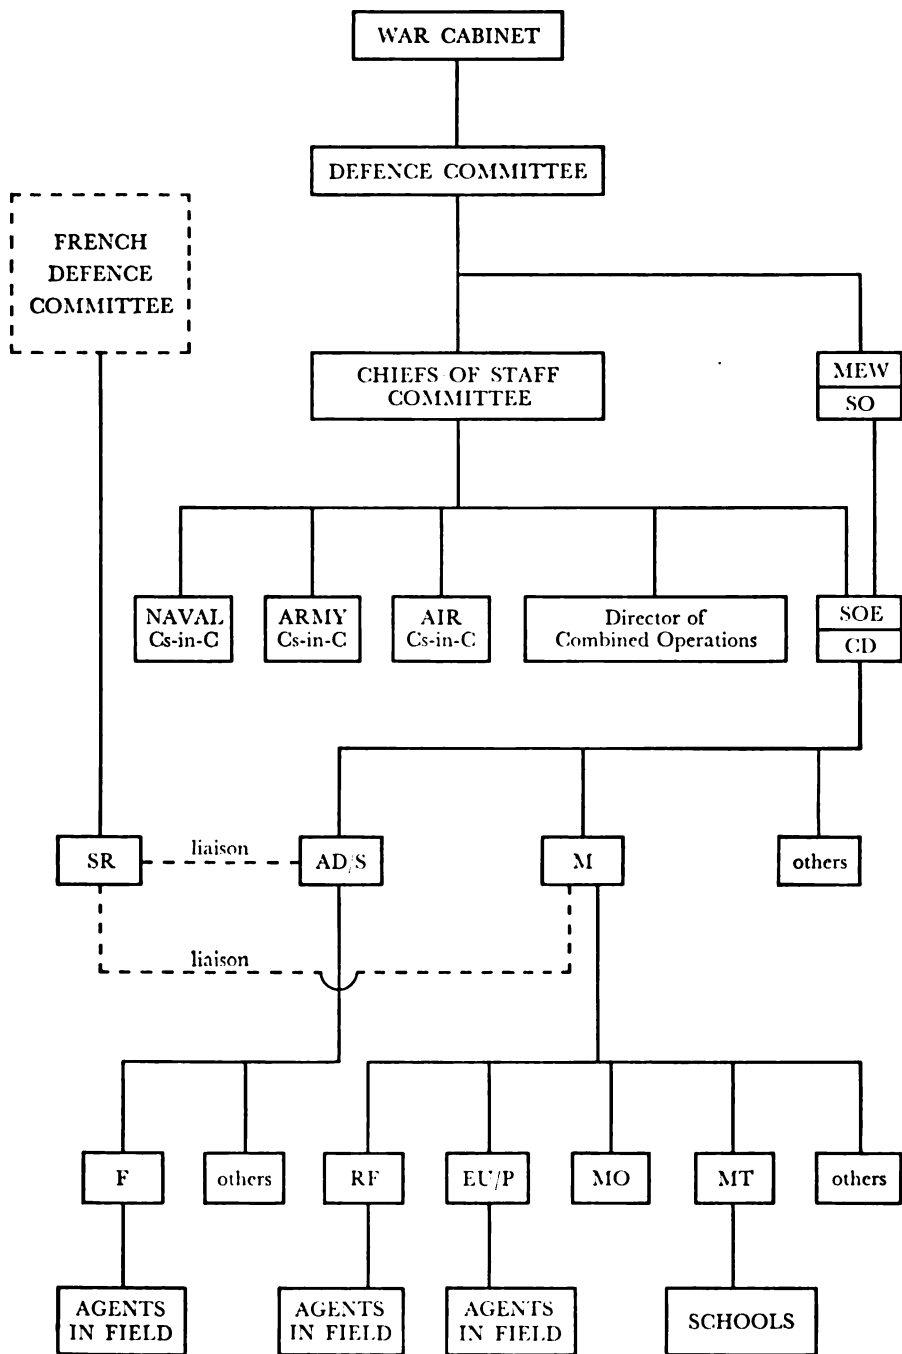 WAR CABINET
DEFENCE COMMITTEE
FRENCH
DEFENCE
COMMITTEE
CHIEFS OF STAFF
COMMITTEE
MEW
SO
NAVAL
Cs-in-C
ARMY
Cs-in-C
AIR
Cs-in-C
Director of
Combined Operations
SOE
CD
SR
liaison
AD/S
M
others
liaison
F
others
RF
EU/P
MO
MT
others
AGENTS
IN FIELD
AGENTS
IN FIELD
AGENTS
IN FIELD
SCHOOLS